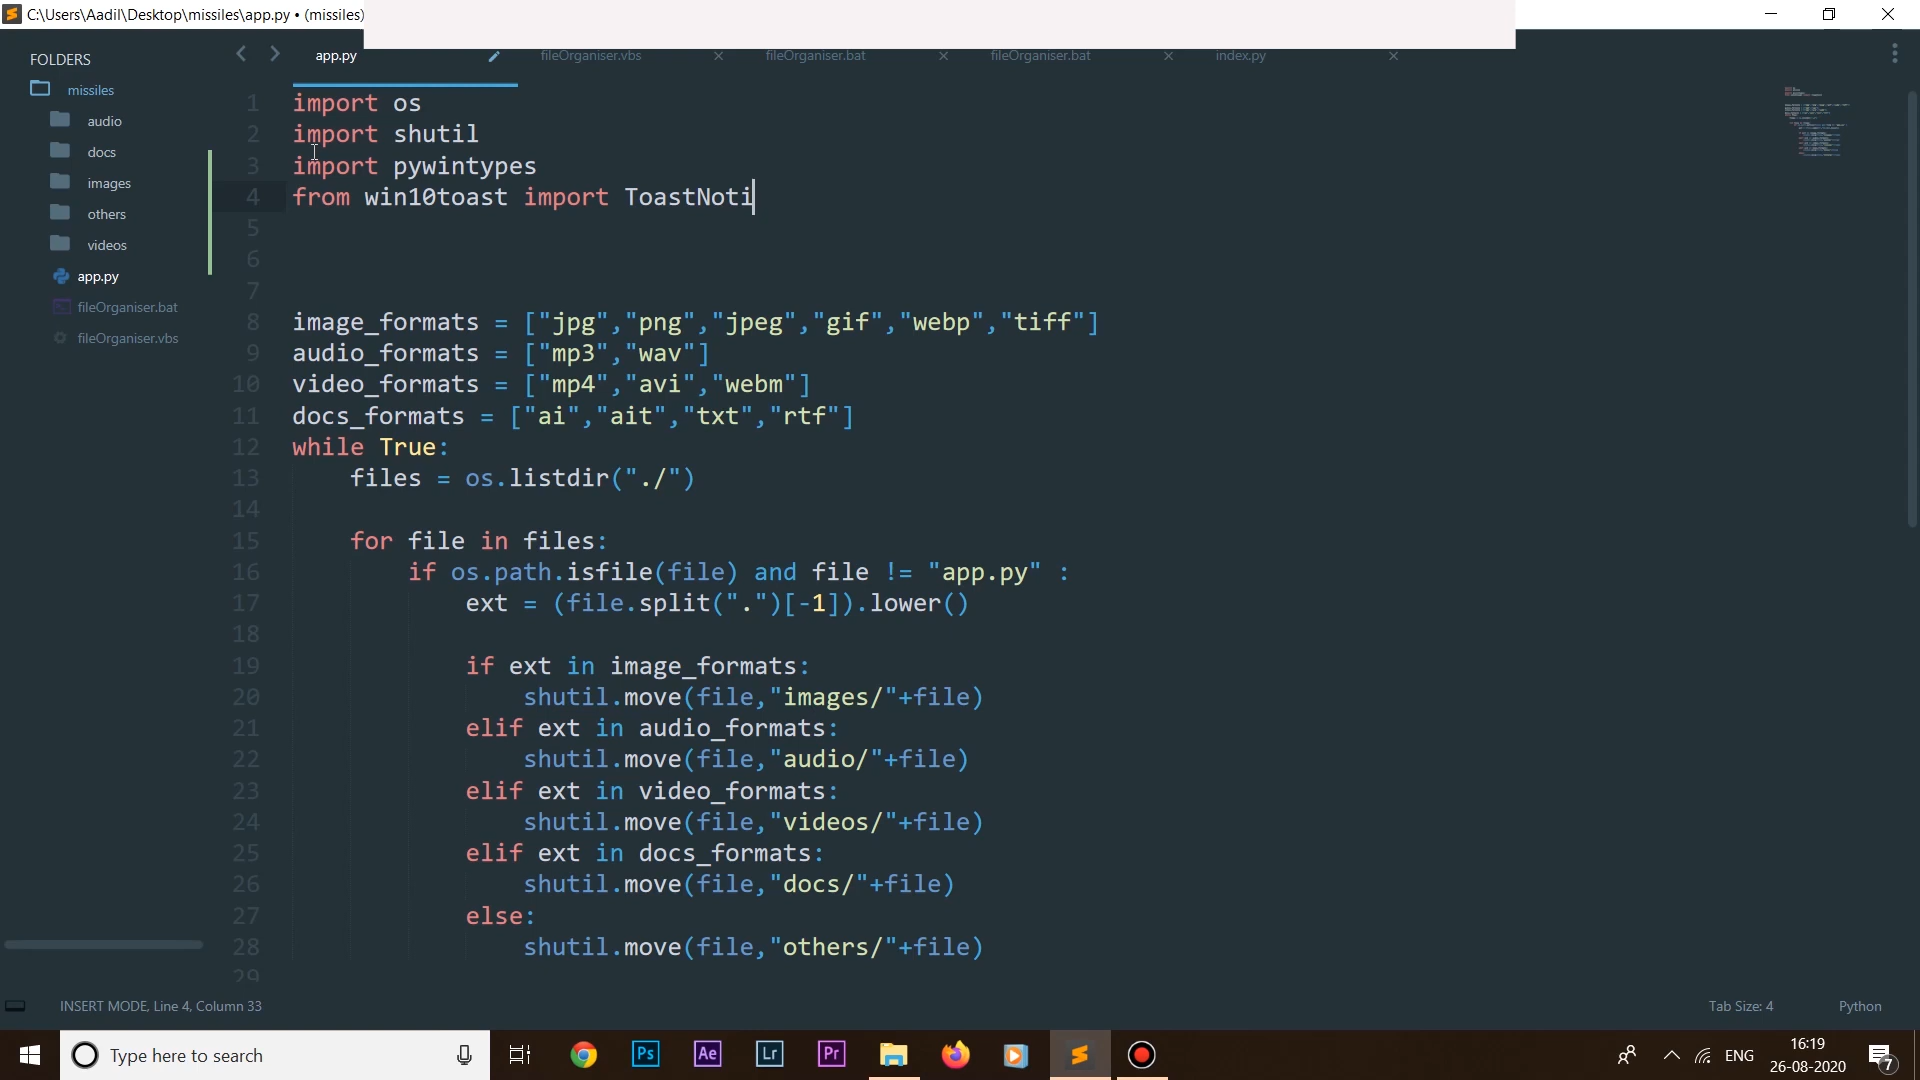 C:\Users\Aadil\Desktop\missiles\app.py • (missiles)
FOLDERS
missiles
audio
docs
images
others
videos
app.py
fileOrganiser.bat
fileOrganiser.vbs
app.py
fileOrganiser.vbs
fileOrganiser.bat
fileOrganiser.bat
index.py
1 import os
2 import shutil
3 import pywintypes
4 from win10toast import ToastNoti
5
6
7
8 image_formats = ["jpg","png","jpeg","gif","webp","tiff"]
9 audio_formats = ["mp3","wav"]
10 video_formats = ["mp4","avi","webm"]
11 docs_formats = ["ai","ait","txt","rtf"]
12 while True:
13 files = os.listdir("./")
14
15 for file in files:
16 if os.path.isfile(file) and file != "app.py" :
17 ext = (file.split(".")[-1]).lower()
18
19 if ext in image_formats:
20 shutil.move(file,"images/"+file)
21 elif ext in audio_formats:
22 shutil.move(file,"audio/"+file)
23 elif ext in video_formats:
24 shutil.move(file,"videos/"+file)
25 elif ext in docs_formats:
26 shutil.move(file,"docs/"+file)
27 else:
28 shutil.move(file,"others/"+file)
29
INSERT MODE, Line 4, Column 33
Tab Size: 4
Python
Type here to search
Ps
Ae
Lr
Pr
ENG
16:19
26-08-2020
7